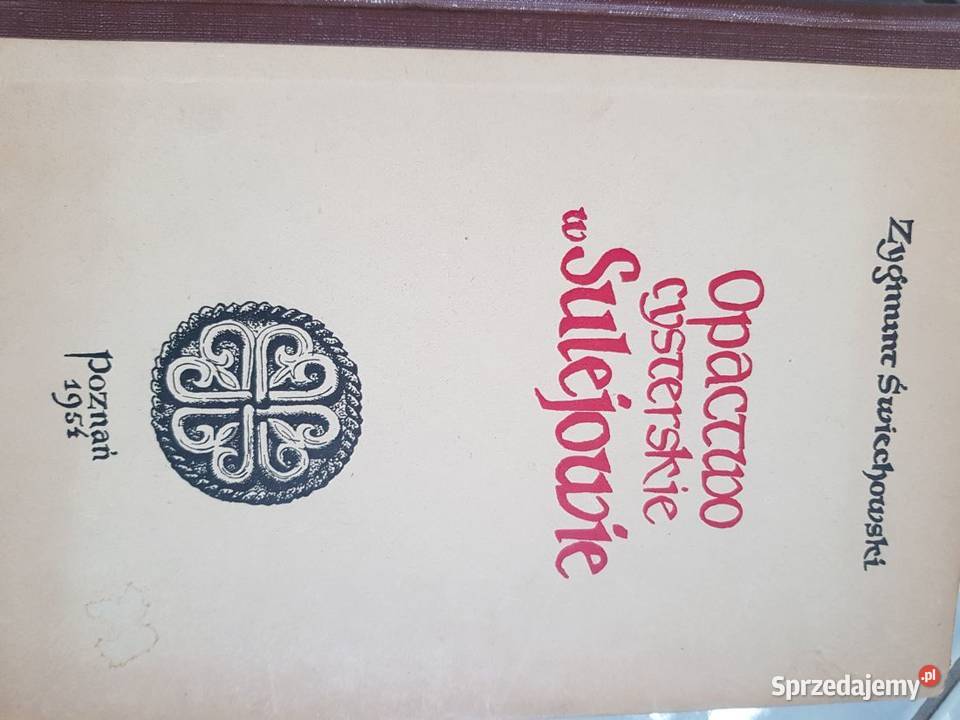 Zygmunt Świechowski
Opactwo
cysterskie
w Sulejowie
Poznań
1954
Sprzedajemy.pl